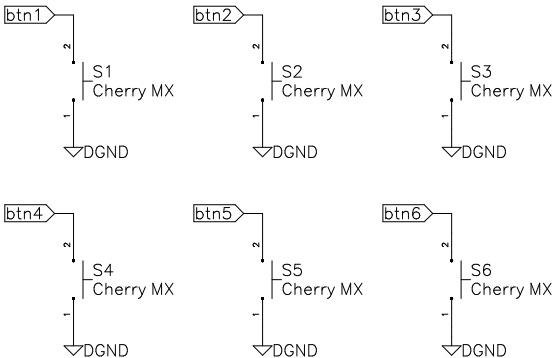 btn1 btn2 btn3
2 2 2
S1 S2 S3
Cherry MX Cherry MX Cherry MX
1 1 1
DGND DGND DGND
btn4 btn5 btn6
2 2 2
S4 S5 S6
Cherry MX Cherry MX Cherry MX
1 1 1
DGND DGND DGND